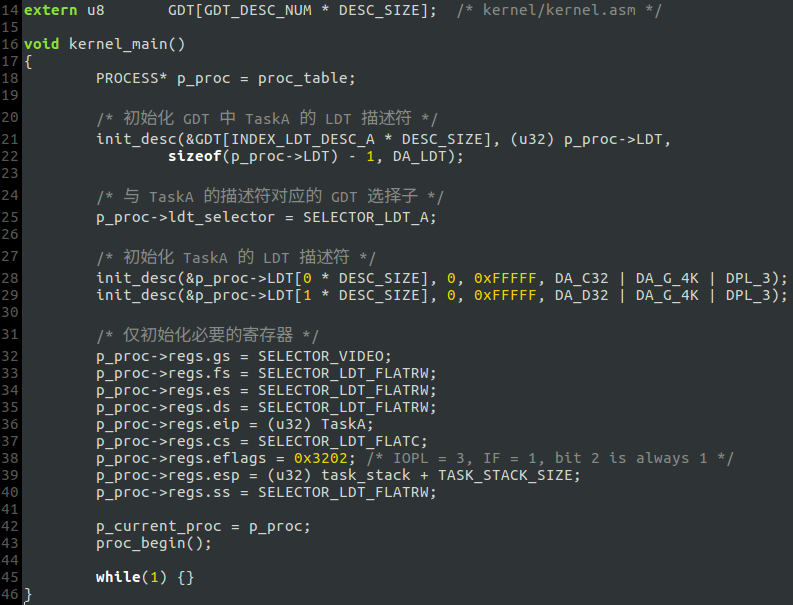 14 extern u8       GDT[GDT_DESC_NUM * DESC_SIZE];  /* kernel/kernel.asm */
15
16 void kernel_main()
17 {
18         PROCESS* p_proc = proc_table;
19
20         /* 初始化 GDT 中 TaskA 的 LDT 描述符 */
21         init_desc(&GDT[INDEX_LDT_DESC_A * DESC_SIZE], (u32) p_proc->LDT,
22                 sizeof(p_proc->LDT) - 1, DA_LDT);
23
24         /* 与 TaskA 的描述符对应的 GDT 选择子 */
25         p_proc->ldt_selector = SELECTOR_LDT_A;
26
27         /* 初始化 TaskA 的 LDT 描述符 */
28         init_desc(&p_proc->LDT[0 * DESC_SIZE], 0, 0xFFFFF, DA_C32 | DA_G_4K | DPL_3);
29         init_desc(&p_proc->LDT[1 * DESC_SIZE], 0, 0xFFFFF, DA_D32 | DA_G_4K | DPL_3);
30
31         /* 仅初始化必要的寄存器 */
32         p_proc->regs.gs = SELECTOR_VIDEO;
33         p_proc->regs.fs = SELECTOR_LDT_FLATRW;
34         p_proc->regs.es = SELECTOR_LDT_FLATRW;
35         p_proc->regs.ds = SELECTOR_LDT_FLATRW;
36         p_proc->regs.eip = (u32) TaskA;
37         p_proc->regs.cs = SELECTOR_LDT_FLATC;
38         p_proc->regs.eflags = 0x3202; /* IOPL = 3, IF = 1, bit 2 is always 1 */
39         p_proc->regs.esp = (u32) task_stack + TASK_STACK_SIZE;
40         p_proc->regs.ss = SELECTOR_LDT_FLATRW;
41
42         p_current_proc = p_proc;
43         proc_begin();
44
45         while(1) {}
46 }